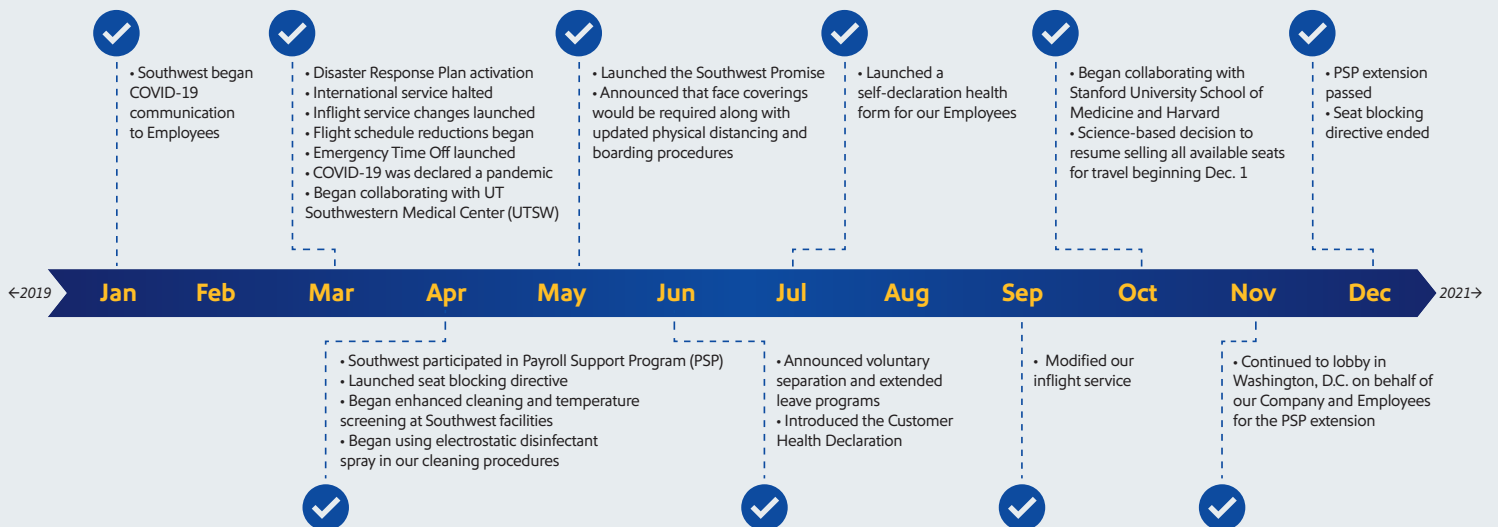 • Southwest began
COVID-19
communication
to Employees
• Disaster Response Plan activation
• International service halted
• Inflight service changes launched
• Flight schedule reductions began
• Emergency Time Off launched
• COVID-19 was declared a pandemic
• Began collaborating with UT
Southwestern Medical Center (UTSW)
• Launched the Southwest Promise
• Announced that face coverings
would be required along with
updated physical distancing and
boarding procedures
• Launched a
self-declaration health
form for our Employees
• Began collaborating with
Stanford University School of
Medicine and Harvard
• Science-based decision to
resume selling all available seats
for travel beginning Dec. 1
• PSP extension
passed
• Seat blocking
directive ended
←2019 Jan Feb Mar Apr May Jun Jul Aug Sep Oct Nov Dec 2021→
• Southwest participated in Payroll Support Program (PSP)
• Launched seat blocking directive
• Began enhanced cleaning and temperature
screening at Southwest facilities
• Began using electrostatic disinfectant
spray in our cleaning procedures
• Announced voluntary
separation and extended
leave programs
• Introduced the Customer
Health Declaration
• Modified our
inflight service
• Continued to lobby in
Washington, D.C. on behalf of
our Company and Employees
for the PSP extension